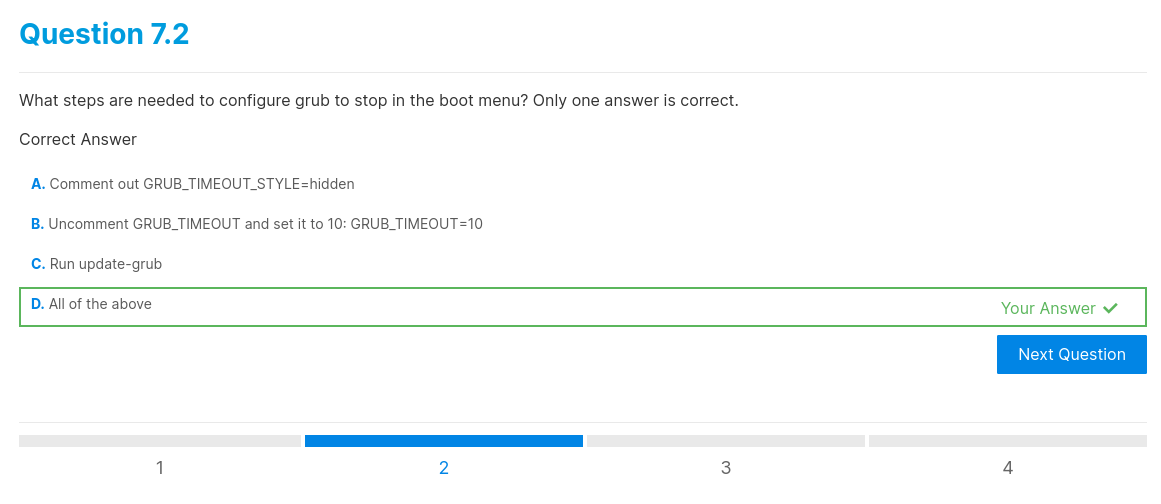 Question 7.2
What steps are needed to configure grub to stop in the boot menu? Only one answer is correct.
Correct Answer
A. Comment out GRUB_TIMEOUT_STYLE=hidden
B. Uncomment GRUB_TIMEOUT and set it to 10: GRUB_TIMEOUT=10
C. Run update-grub
D. All of the above
Your Answer ✓
Next Question
1
2
3
4